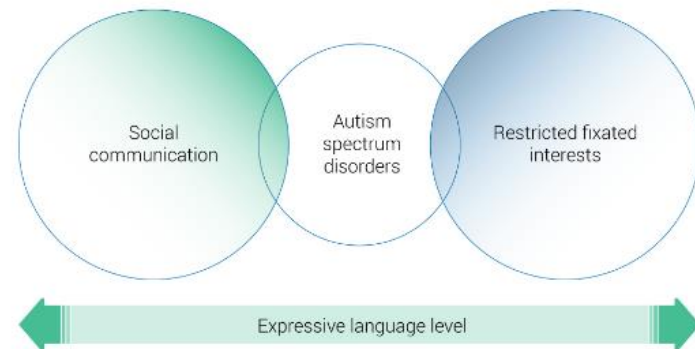 Social
communication
Autism
spectrum
disorders
Restricted fixated
interests
Expressive language level